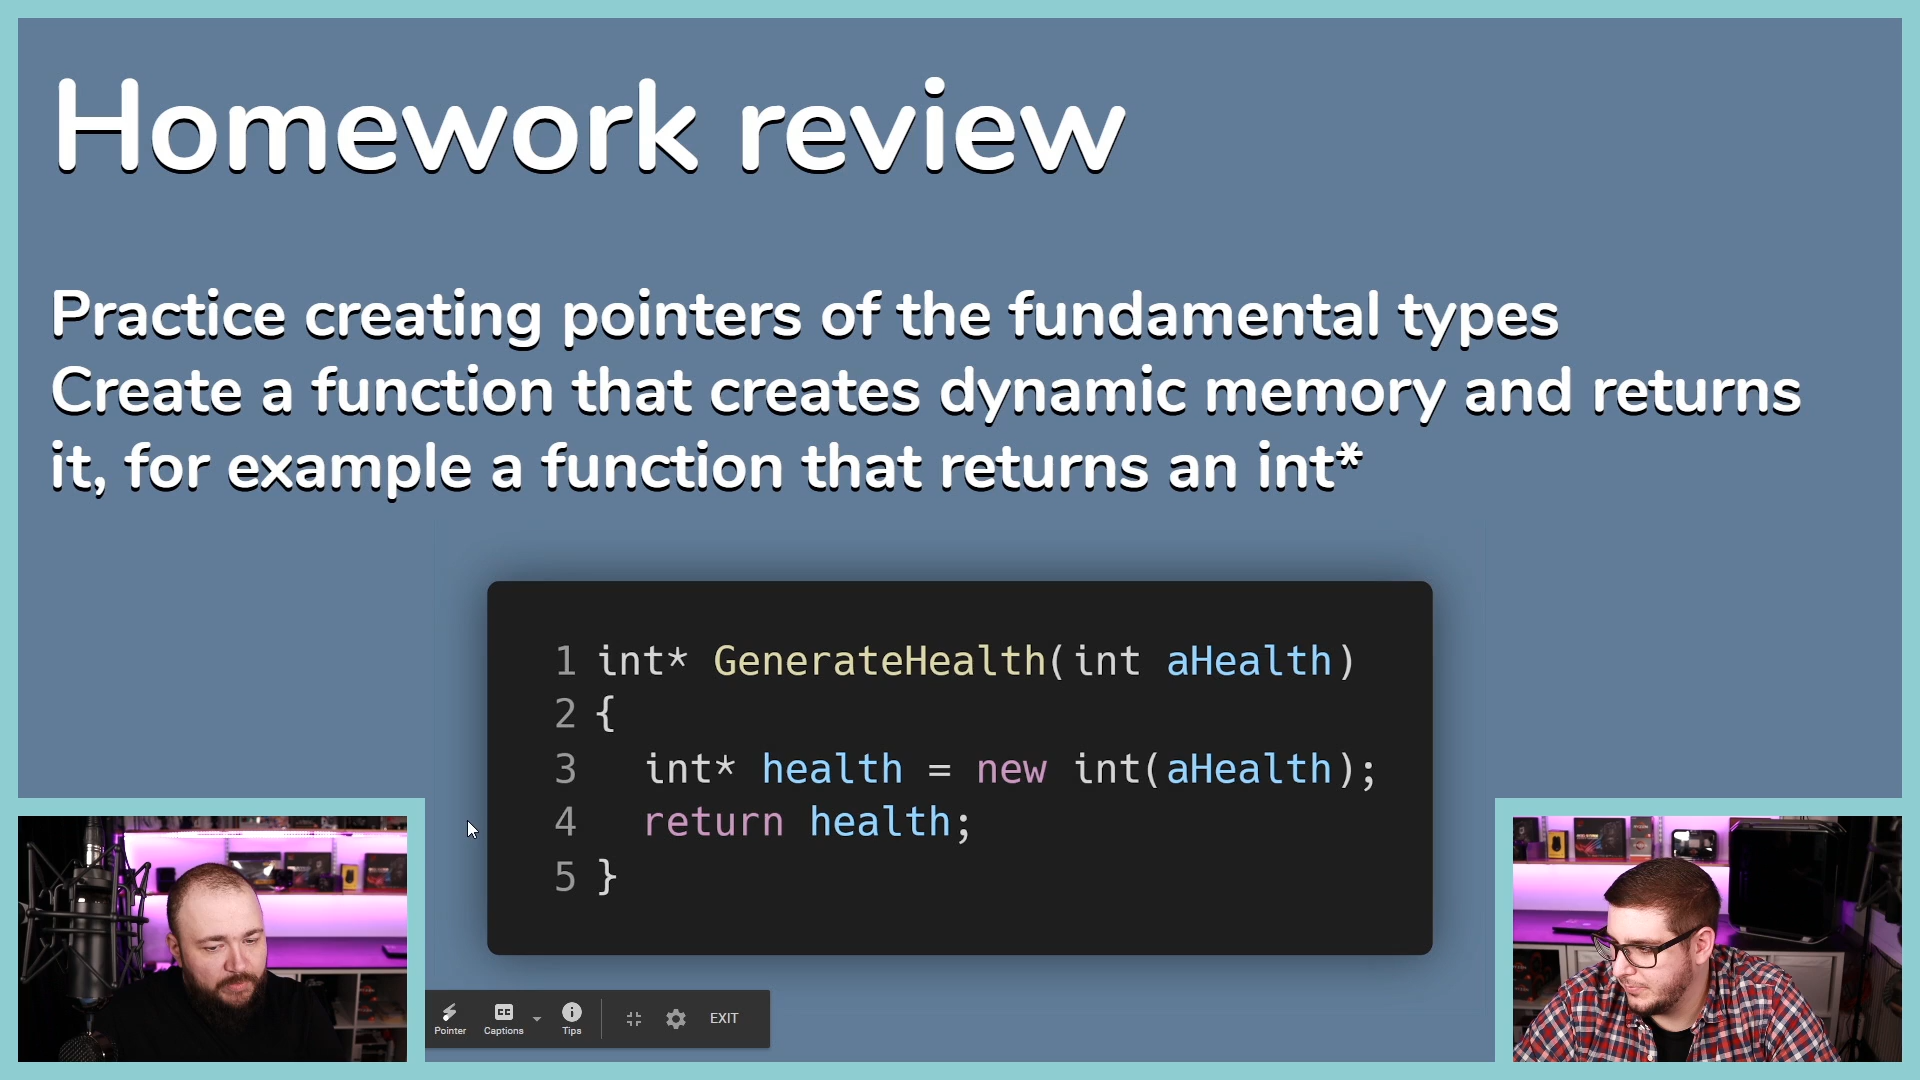 Homework review
Practice creating pointers of the fundamental types
Create a function that creates dynamic memory and returns
it, for example a function that returns an int*
1 int* GenerateHealth(int aHealth)
2 {
3   int* health = new int(aHealth);
4   return health;
5 }
Pointer
CC
Captions
Tips
EXIT